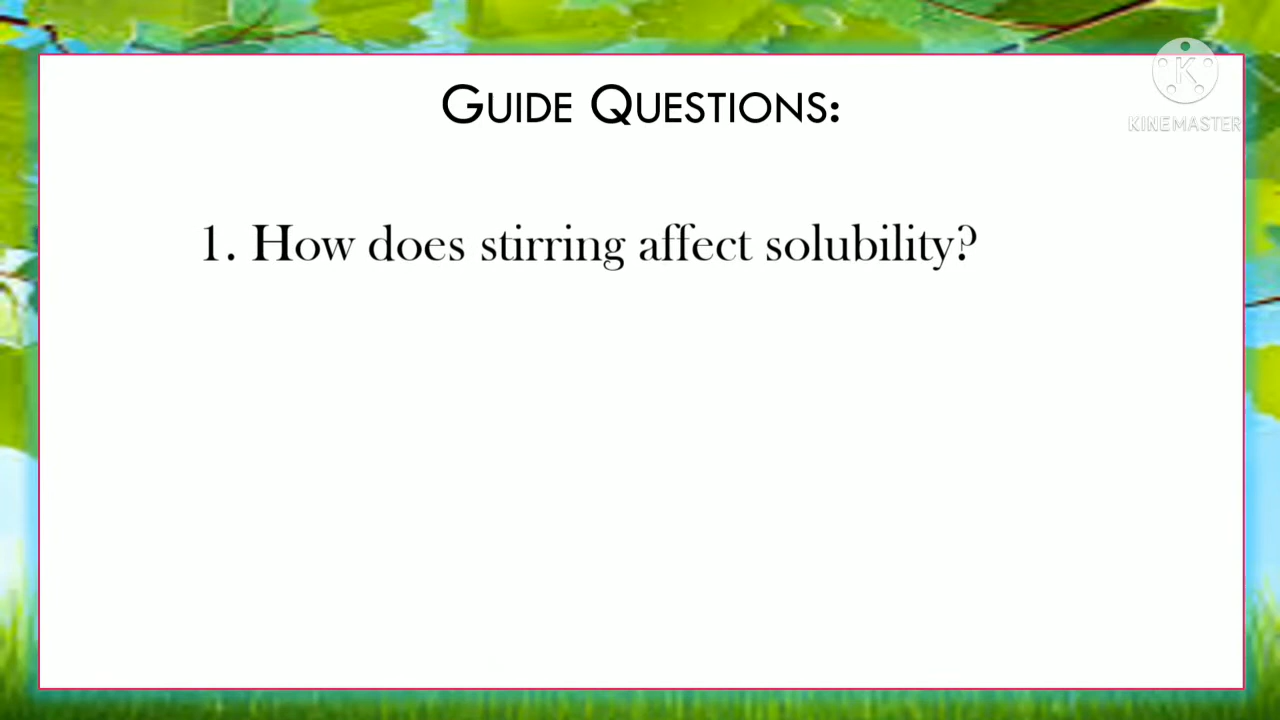 K
KINEMASTER
GUIDE QUESTIONS:
1. How does stirring affect solubility?